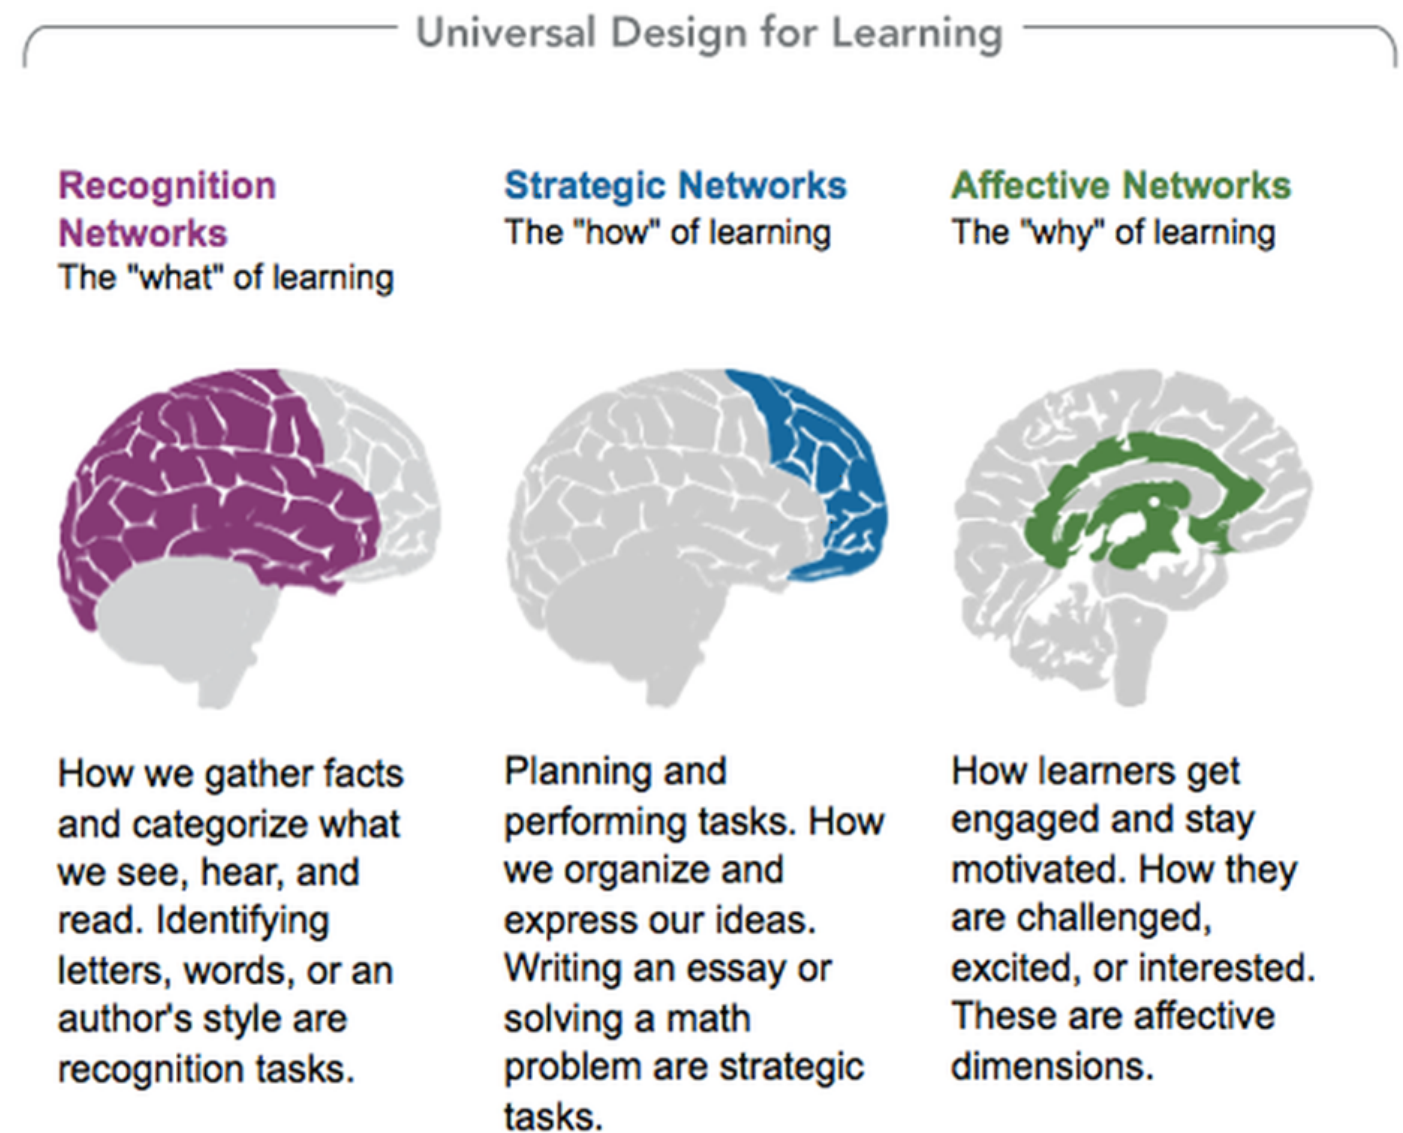 Universal Design for Learning
Recognition
Networks
The "what" of learning
How we gather facts
and categorize what
we see, hear, and
read. Identifying
letters, words, or an
author's style are
recognition tasks.
Strategic Networks
The "how" of learning
Planning and
performing tasks. How
we organize and
express our ideas.
Writing an essay or
solving a math
problem are strategic
tasks.
Affective Networks
The "why" of learning
How learners get
engaged and stay
motivated. How they
are challenged,
excited, or interested.
These are affective
dimensions.